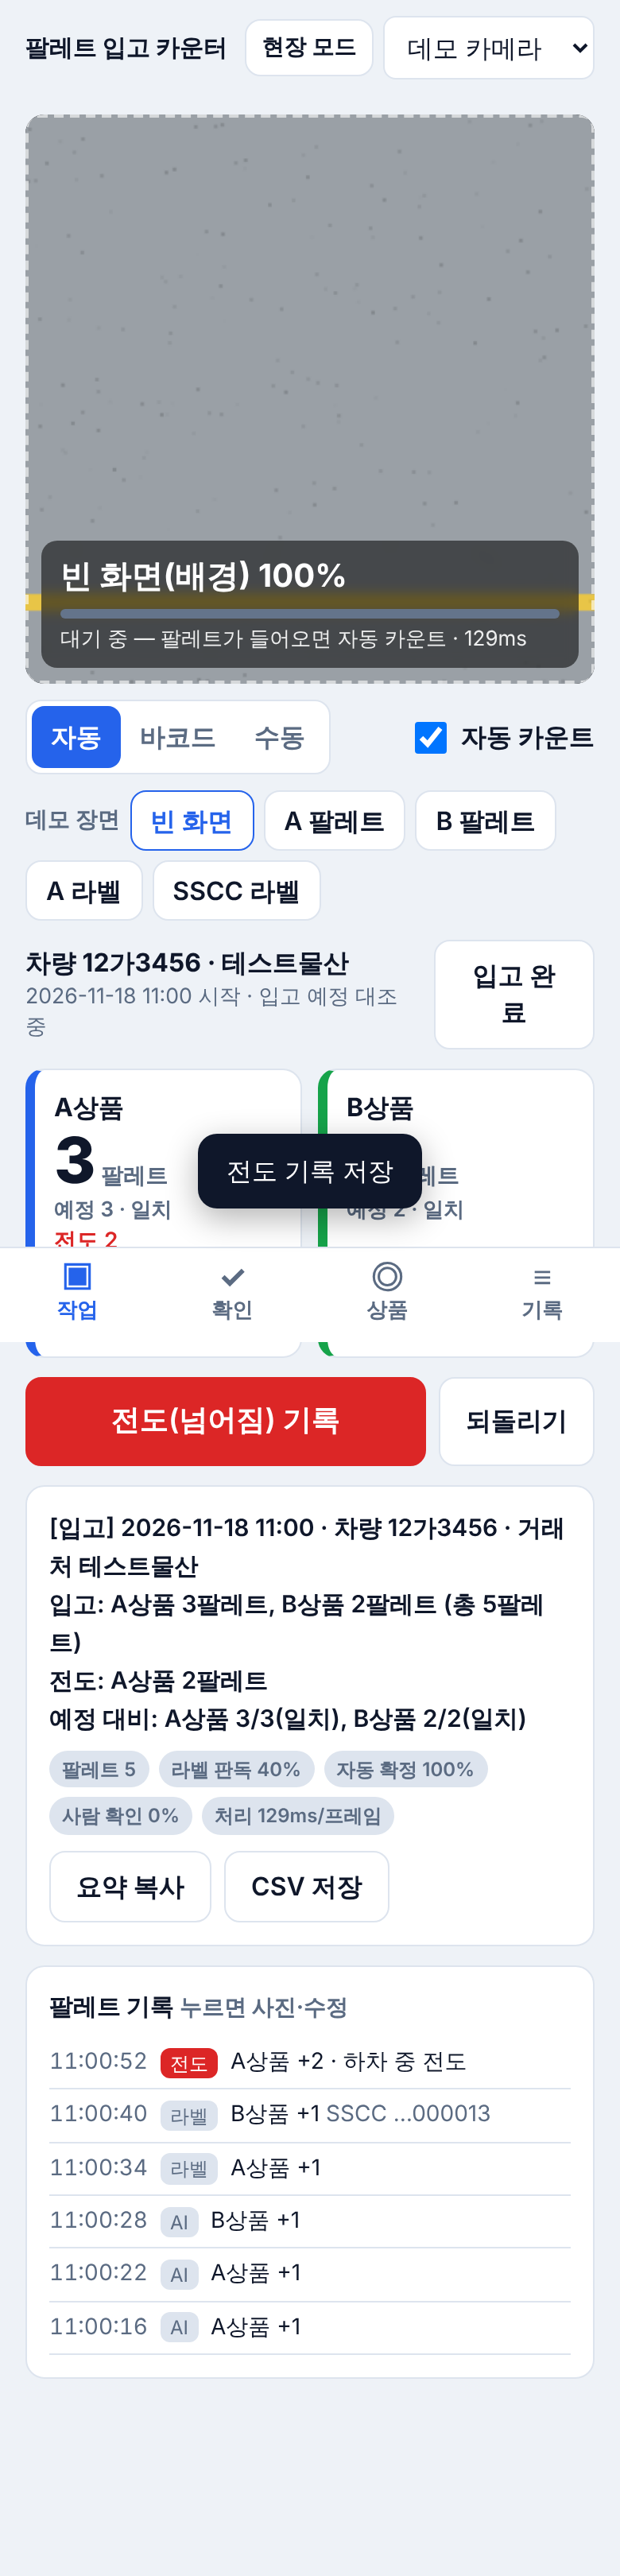 팔레트 입고 카운터 현장 모드 데모 카메라
빈 화면(배경) 100%
대기 중 — 팔레트가 들어오면 자동 카운트 · 129ms
자동 바코드 수동 자동 카운트
데모 장면 빈 화면 A 팔레트 B 팔레트
A 라벨 SSCC 라벨
차량 12가3456 · 테스트물산
2026-11-18 11:00 시작 · 입고 예정 대조
중
입고 완
료
A상품
3 팔레트
예정 3 · 일치
전도 2
B상품
레트
예정 2 · 일치
전도 기록 저장
작업 확인 상품 기록
전도(넘어짐) 기록 되돌리기
[입고] 2026-11-18 11:00 · 차량 12가3456 · 거래
처 테스트물산
입고: A상품 3팔레트, B상품 2팔레트 (총 5팔레
트)
전도: A상품 2팔레트
예정 대비: A상품 3/3(일치), B상품 2/2(일치)
팔레트 5 라벨 판독 40% 자동 확정 100%
사람 확인 0% 처리 129ms/프레임
요약 복사 CSV 저장
팔레트 기록 누르면 사진·수정
11:00:52 전도 A상품 +2 · 하차 중 전도
11:00:40 라벨 B상품 +1 SSCC …000013
11:00:34 라벨 A상품 +1
11:00:28 AI B상품 +1
11:00:22 AI A상품 +1
11:00:16 AI A상품 +1